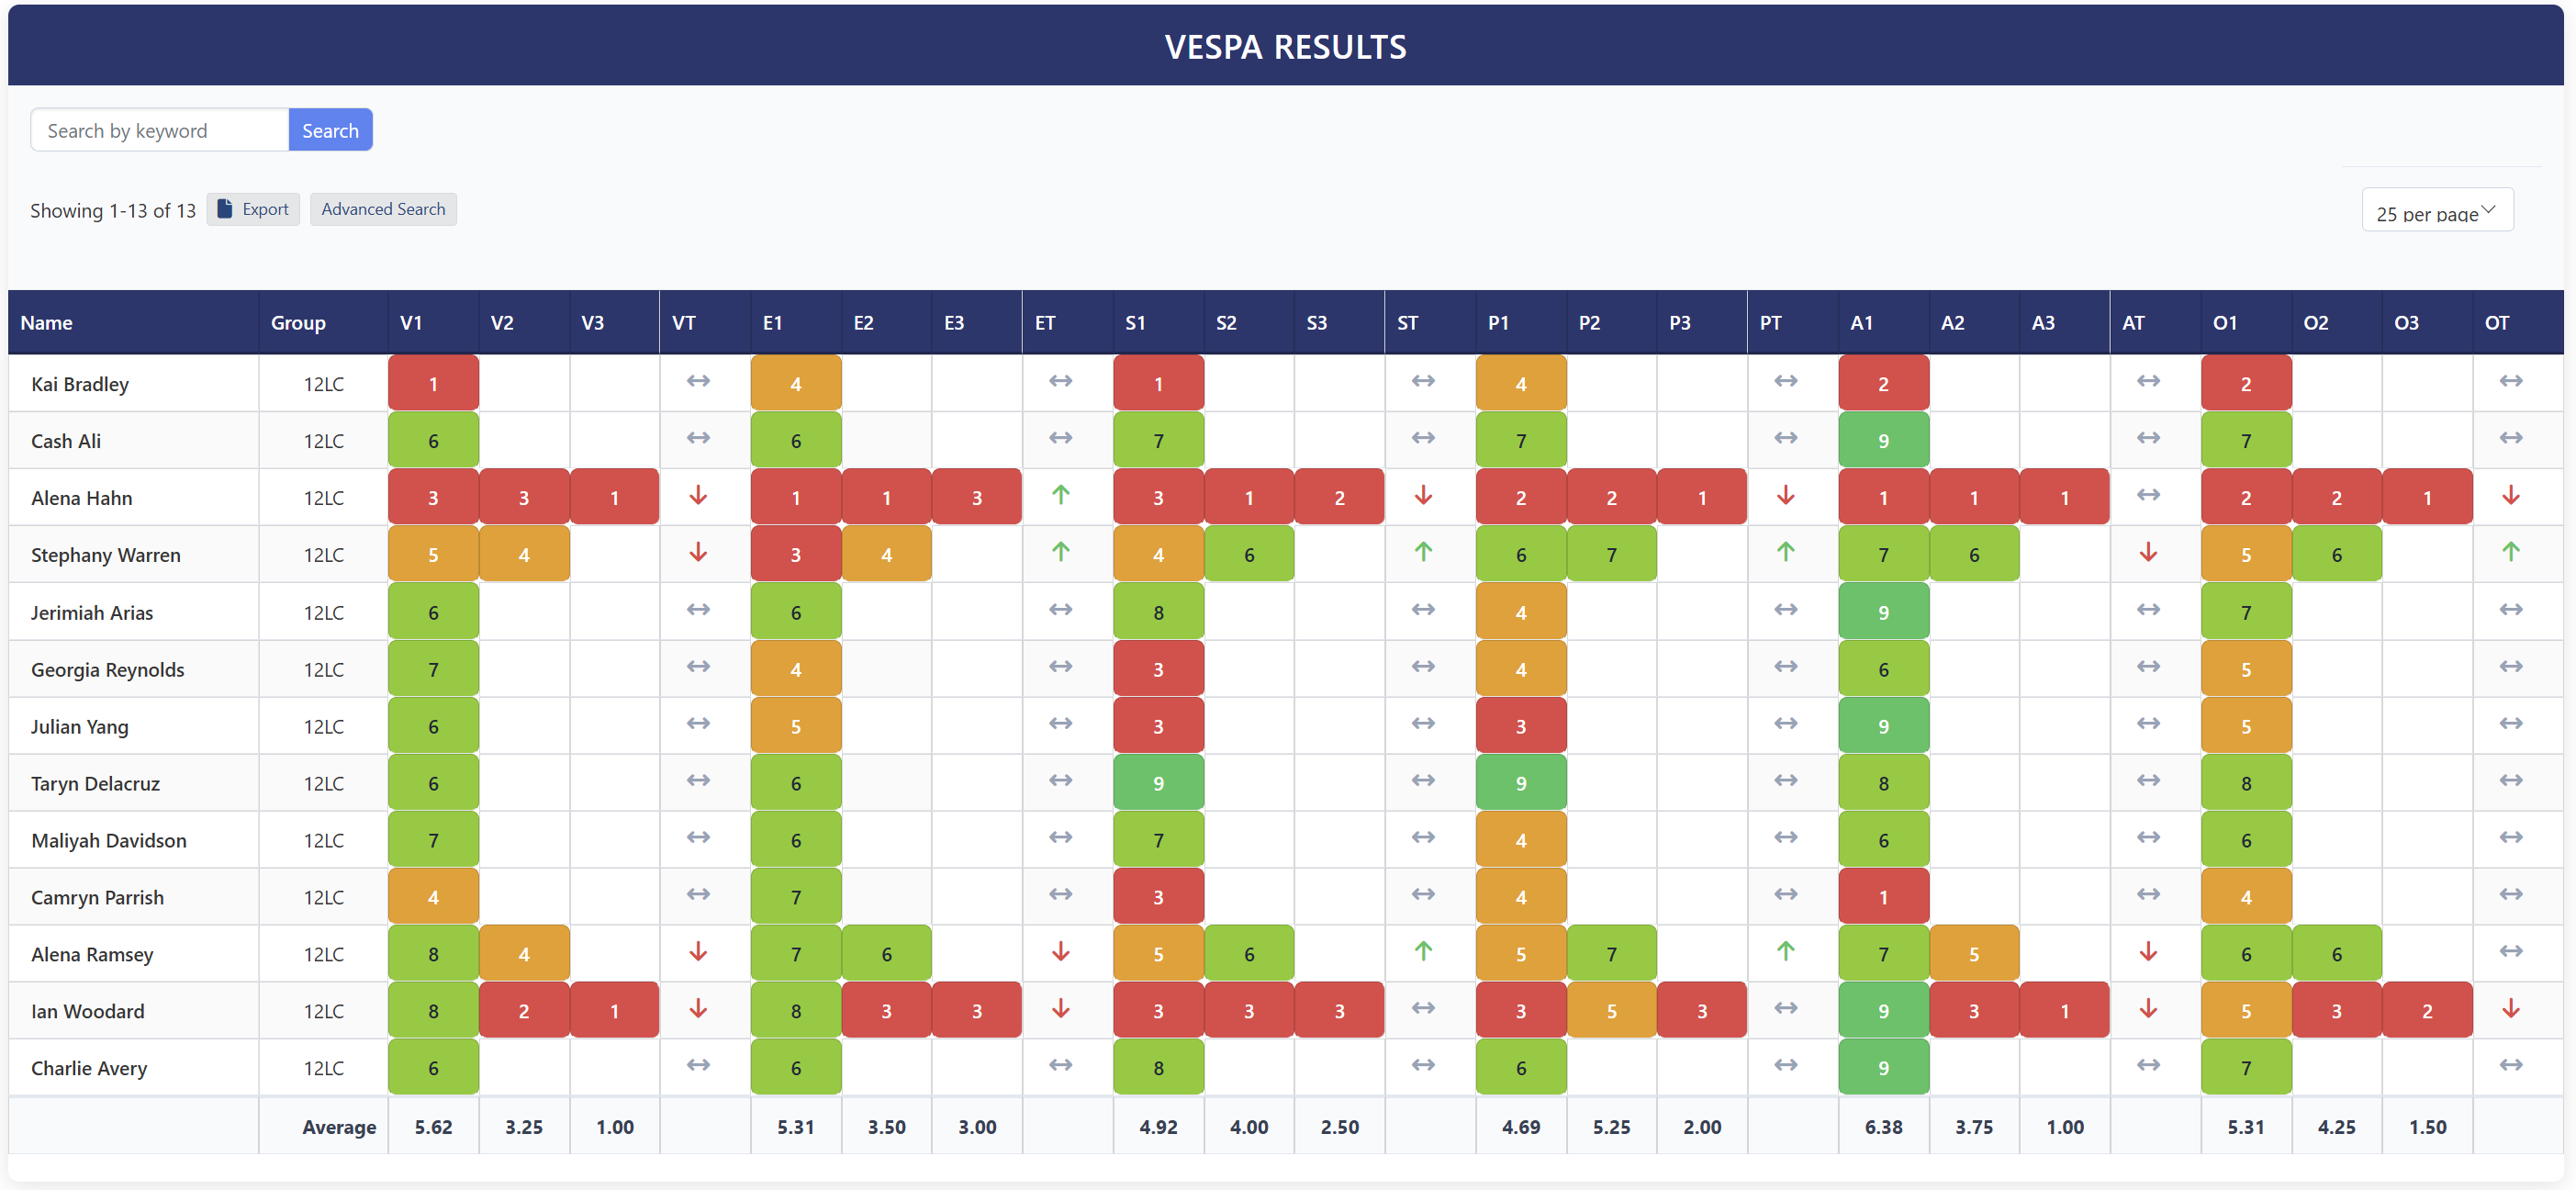 VESPA RESULTS
Search by keyword Search
Showing 1-13 of 13 Export Advanced Search 25 per page
Name Group V1 V2 V3 VT E1 E2 E3 ET S1 S2 S3 ST P1 P2 P3 PT A1 A2 A3 AT O1 O2 O3 OT
Kai Bradley 12LC 1 ↔ 4 ↔ 1 ↔ 4 ↔ 2 ↔ 2 ↔
Cash Ali 12LC 6 ↔ 6 ↔ 7 ↔ 7 ↔ 9 ↔ 7 ↔
Alena Hahn 12LC 3 3 1 ↓ 1 1 3 ↑ 3 1 2 ↓ 2 2 1 ↓ 1 1 1 ↔ 2 2 1 ↓
Stephany Warren 12LC 5 4 ↓ 3 4 ↑ 4 6 ↑ 6 7 ↑ 7 6 ↓ 5 6 ↑
Jerimiah Arias 12LC 6 ↔ 6 ↔ 8 ↔ 4 ↔ 9 ↔ 7 ↔
Georgia Reynolds 12LC 7 ↔ 4 ↔ 3 ↔ 4 ↔ 6 ↔ 5 ↔
Julian Yang 12LC 6 ↔ 5 ↔ 3 ↔ 3 ↔ 9 ↔ 5 ↔
Taryn Delacruz 12LC 6 ↔ 6 ↔ 9 ↔ 9 ↔ 8 ↔ 8 ↔
Maliyah Davidson 12LC 7 ↔ 6 ↔ 7 ↔ 4 ↔ 6 ↔ 6 ↔
Camryn Parrish 12LC 4 ↔ 7 ↔ 3 ↔ 4 ↔ 1 ↔ 4 ↔
Alena Ramsey 12LC 8 4 ↓ 7 6 ↓ 5 6 ↑ 5 7 ↑ 7 5 ↓ 6 6 ↔
Ian Woodard 12LC 8 2 1 ↓ 8 3 3 ↓ 3 3 3 ↔ 3 5 3 ↔ 9 3 1 ↓ 5 3 2 ↓
Charlie Avery 12LC 6 ↔ 6 ↔ 8 ↔ 6 ↔ 9 ↔ 7 ↔
Average 5.62 3.25 1.00 5.31 3.50 3.00 4.92 4.00 2.50 4.69 5.25 2.00 6.38 3.75 1.00 5.31 4.25 1.50